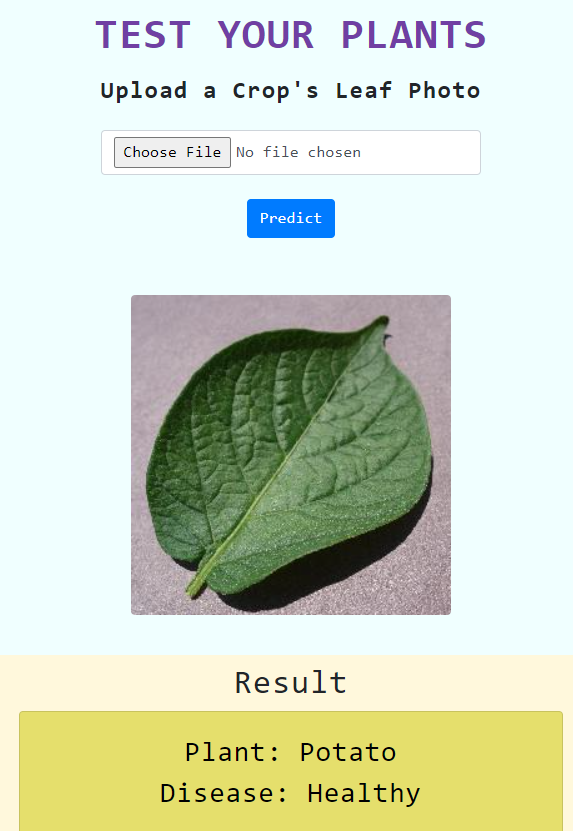 TEST YOUR PLANTS
Upload a Crop's Leaf Photo
Choose File No file chosen
Predict
Result
Plant: Potato
Disease: Healthy